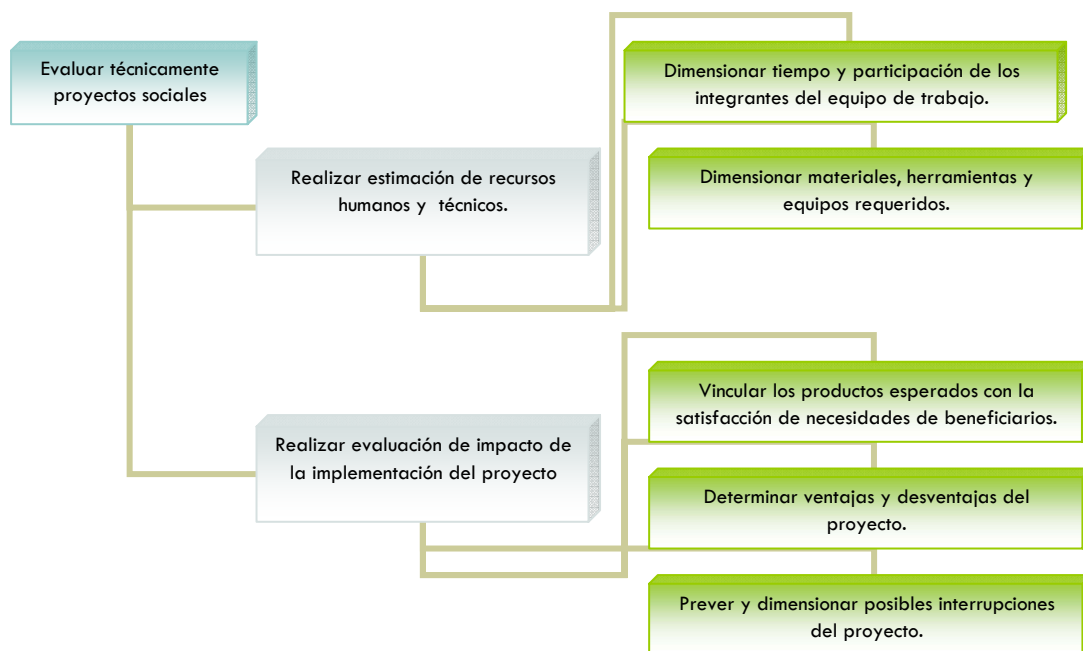 Evaluar técnicamente
proyectos sociales
Realizar estimación de recursos
humanos y técnicos.
Dimensionar tiempo y participación de los
integrantes del equipo de trabajo.
Dimensionar materiales, herramientas y
equipos requeridos.
Realizar evaluación de impacto de
la implementación del proyecto
Vincular los productos esperados con la
satisfacción de necesidades de beneficiarios.
Determinar ventajas y desventajas del
proyecto.
Prever y dimensionar posibles interrupciones
del proyecto.